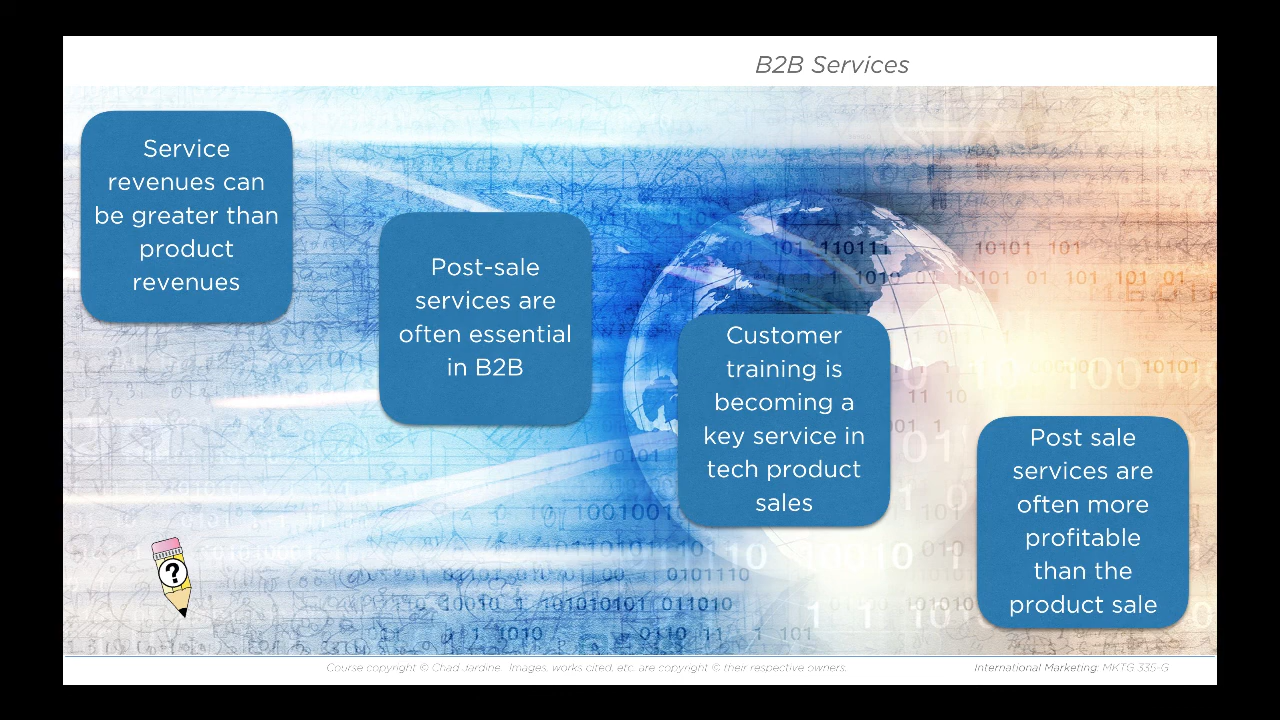 B2B Services
Service
revenues can
be greater than
product
revenues
Post-sale
services are
often essential
in B2B
Customer
training is
becoming a
key service in
tech product
sales
Post sale
services are
often more
profitable
than the
product sale
?
Course copyright © Chad Jardine. Images, works cited, etc. are copyright © their respective owners.
International Marketing: MKTG 335-G